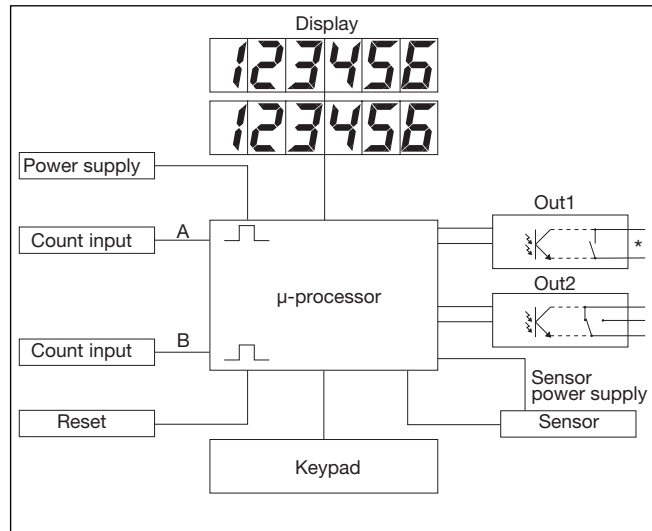 Display
123456
123456
Power supply
Count input
A
Out1
*
µ-processor
Out2
Count input
B
Sensor
power supply
Reset
Sensor
Keypad